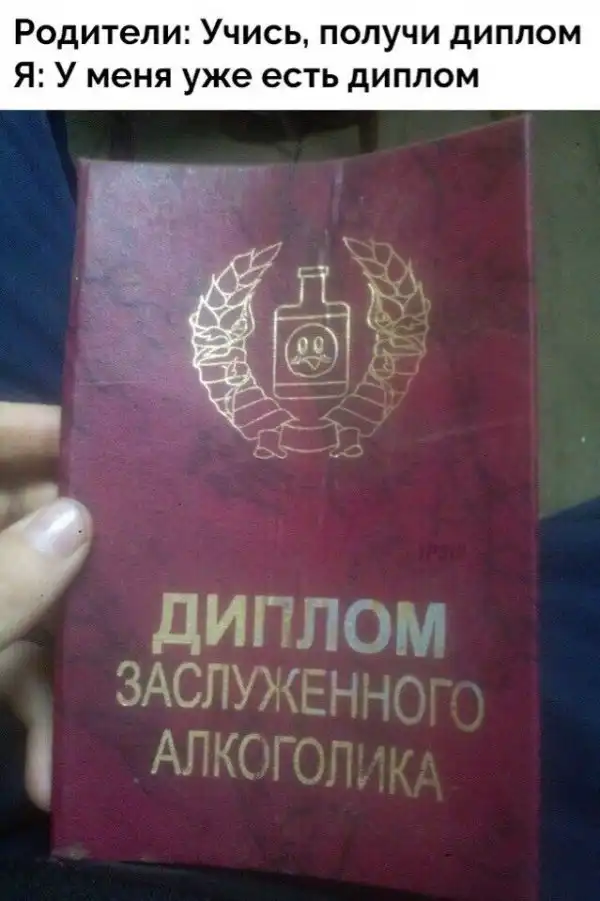 Родители: Учись, получи диплом
Я: У меня уже есть диплом
ДИПЛОМ
ЗАСЛУЖЕННОГО
АЛКОГОЛИКА